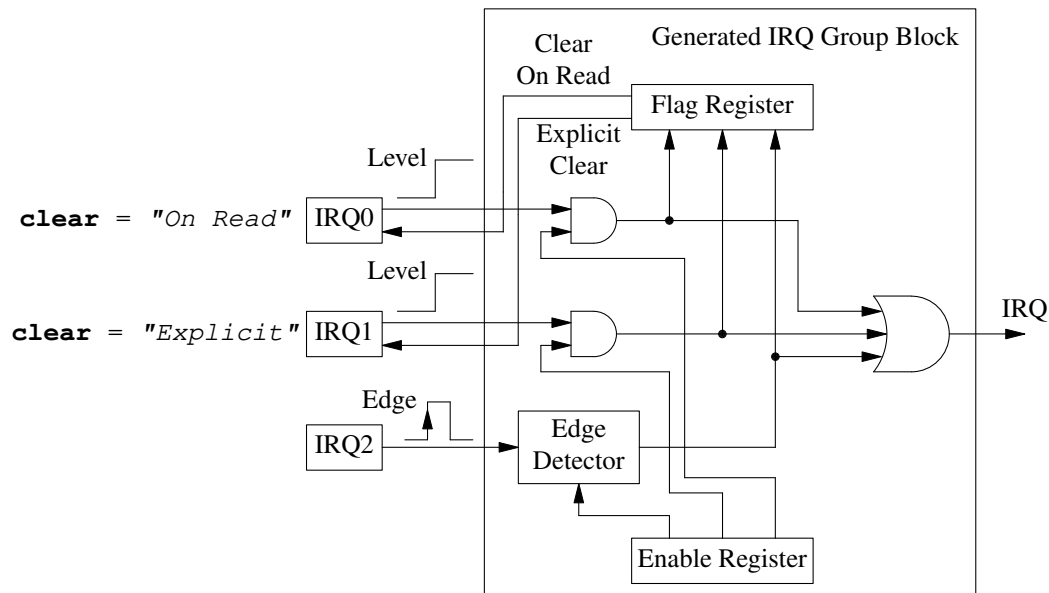 Generated IRQ Group Block
Clear
On Read
Flag Register
Explicit
Clear
Level
clear = "On Read"
IRQ0
Level
clear = "Explicit"
IRQ1
IRQ
Edge
IRQ2
Edge
Detector
Enable Register